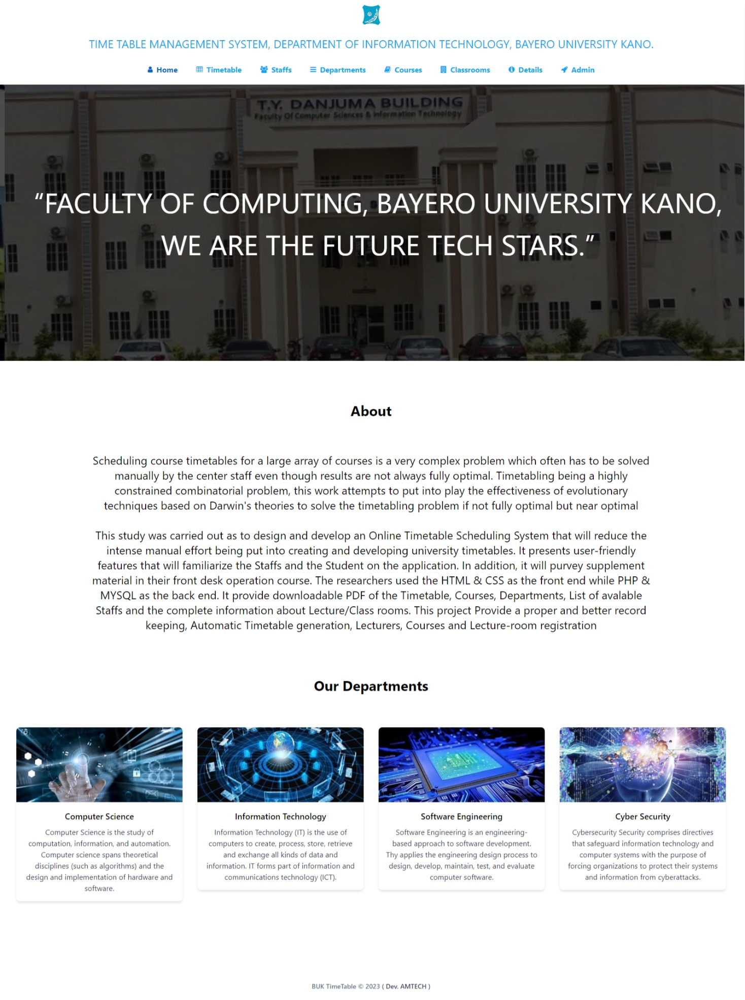 TIME TABLE MANAGEMENT SYSTEM, DEPARTMENT OF INFORMATION TECHNOLOGY, BAYERO UNIVERSITY KANO.
Home Timetable Staffs Departments Courses Classrooms Details Admin
T.Y. DANJUMA BUILDING
Faculty Of Computer Sciences & Information Technology
“FACULTY OF COMPUTING, BAYERO UNIVERSITY KANO,
WE ARE THE FUTURE TECH STARS.”
About
Scheduling course timetables for a large array of courses is a very complex problem which often has to be solved
manually by the center staff even though results are not always fully optimal. Timetabling being a highly
constrained combinatorial problem, this work attempts to put into play the effectiveness of evolutionary
techniques based on Darwin's theories to solve the timetabling problem if not fully optimal but near optimal
This study was carried out as to design and develop an Online Timetable Scheduling System that will reduce the
intense manual effort being put into creating and developing university timetables. It presents user-friendly
features that will familiarize the Staffs and the Student on the application. In addition, it will purvey supplement
material in their front desk operation course. The researchers used the HTML & CSS as the front end while PHP &
MYSQL as the back end. It provide downloadable PDF of the Timetable, Courses, Departments, List of avalable
Staffs and the complete information about Lecture/Class rooms. This project Provide a proper and better record
keeping, Automatic Timetable generation, Lecturers, Courses and Lecture-room registration
Our Departments
Computer Science
Computer Science is the study of
computation, information, and automation.
Computer science spans theoretical
disciplines (such as algorithms) and the
design and implementation of hardware and
software.
Information Technology
Information Technology (IT) is the use of
computers to create, process, store, retrieve
and exchange all kinds of data and
information. IT forms part of information and
communications technology (ICT).
Software Engineering
Software Engineering is an engineering-
based approach to software development.
Thy applies the engineering design process to
design, develop, maintain, test, and evaluate
computer software.
Cyber Security
Cybersecurity Security comprises directives
that safeguard information technology and
computer systems with the purpose of
forcing organizations to protect their systems
and information from cyberattacks.
BUK TimeTable © 2023 ( Dev. AMTECH )